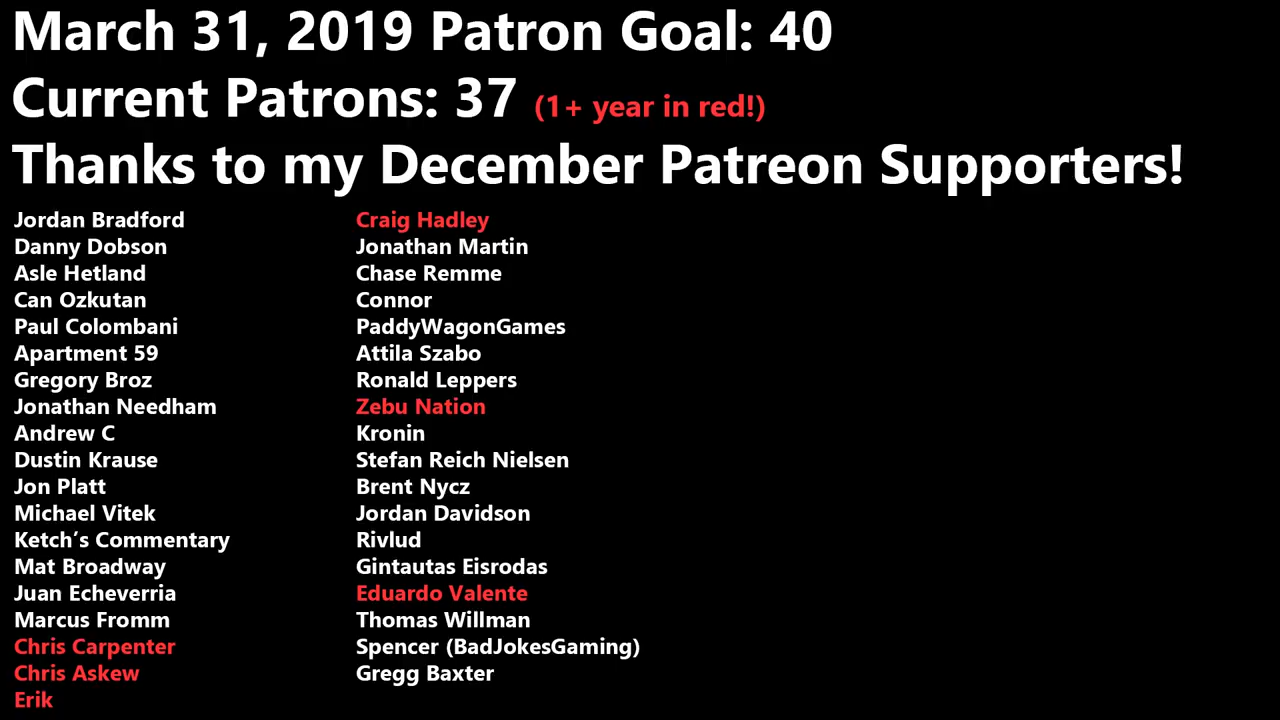 March 31, 2019 Patron Goal: 40
Current Patrons: 37 (1+ year in red!)
Thanks to my December Patreon Supporters!
Jordan Bradford
Danny Dobson
Asle Hetland
Can Ozkutan
Paul Colombani
Apartment 59
Gregory Broz
Jonathan Needham
Andrew C
Dustin Krause
Jon Platt
Michael Vitek
Ketch’s Commentary
Mat Broadway
Juan Echeverria
Marcus Fromm
Chris Carpenter
Chris Askew
Erik
Craig Hadley
Jonathan Martin
Chase Remme
Connor
PaddyWagonGames
Attila Szabo
Ronald Leppers
Zebu Nation
Kronin
Stefan Reich Nielsen
Brent Nycz
Jordan Davidson
Rivlud
Gintautas Eisrodas
Eduardo Valente
Thomas Willman
Spencer (BadJokesGaming)
Gregg Baxter